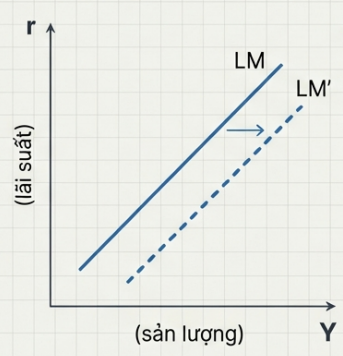 r
LM
LM’
(lãi suất)
(sản lượng)
Y